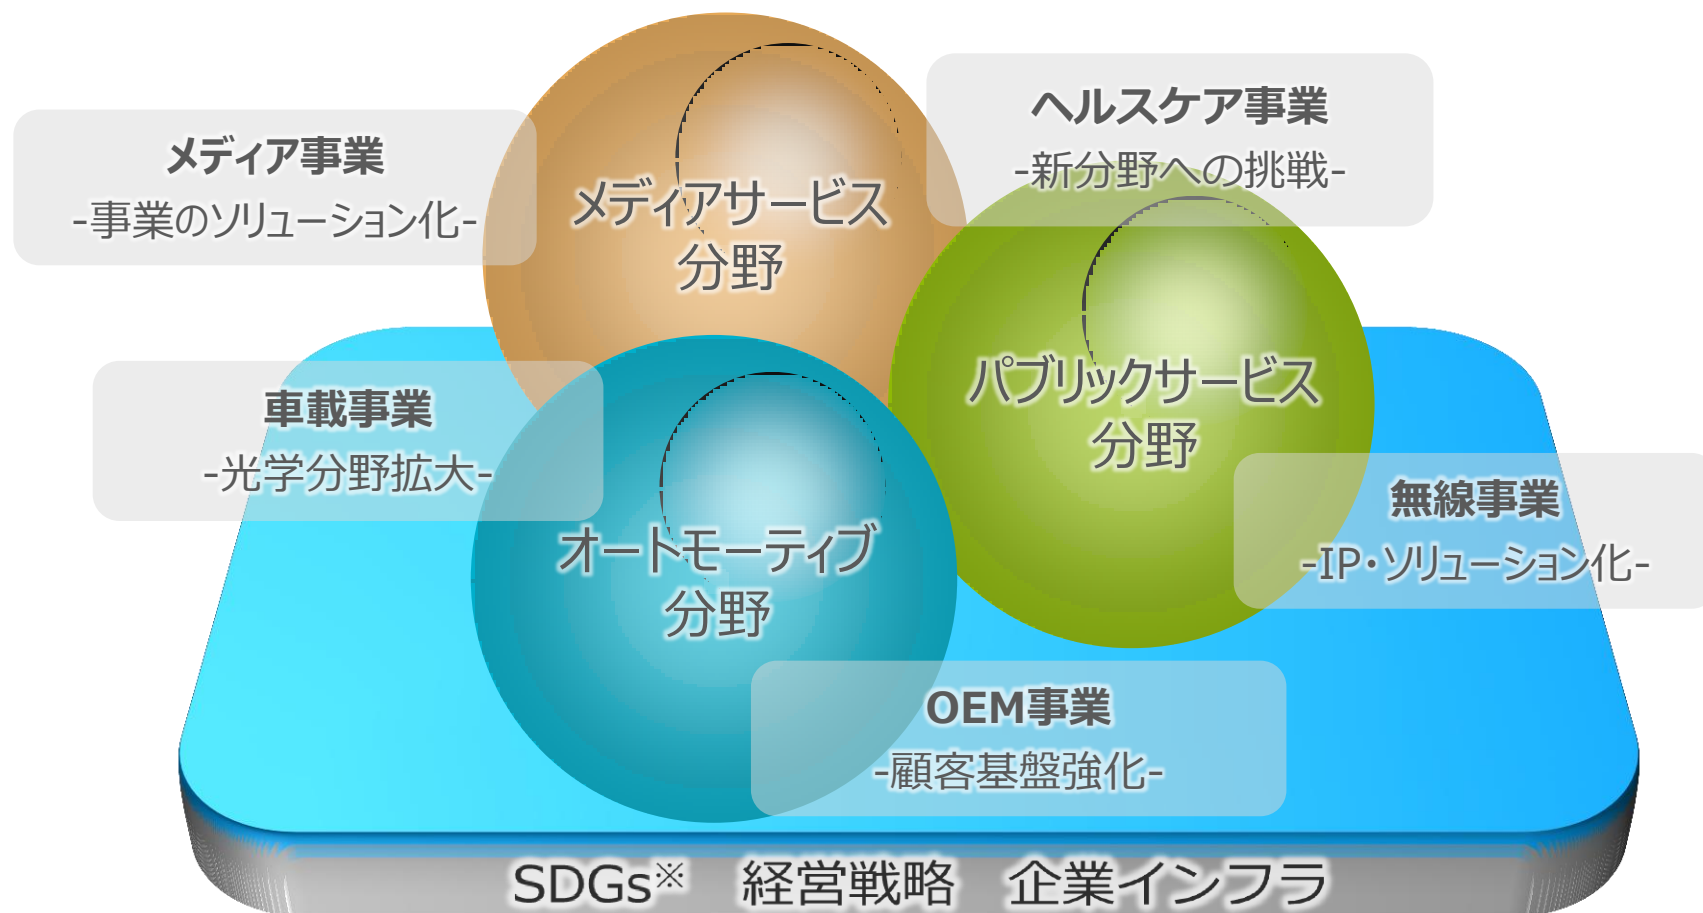 メディア事業
-事業のソリューション化-
メディアサービス
分野
ヘルスケア事業
-新分野への挑戦-
パブリックサービス
分野
車載事業
-光学分野拡大-
オートモーティブ
分野
無線事業
-IP・ソリューション化-
OEM事業
-顧客基盤強化-
SDGs※　経営戦略　企業インフラ